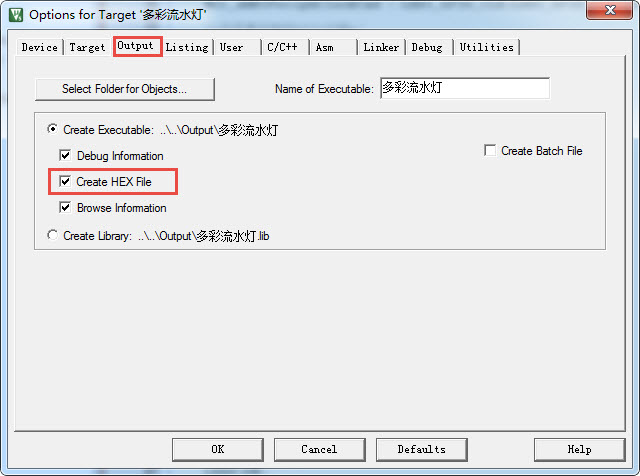 Options for Target '多彩流水灯'
Device Target Output Listing User C/C++ Asm Linker Debug Utilities
Select Folder for Objects... Name of Executable: 多彩流水灯
Create Executable: ..\..\Output\多彩流水灯
Debug Information Create Batch File
Create HEX File
Browse Information
Create Library: ..\..\Output\多彩流水灯.lib
OK Cancel Defaults Help